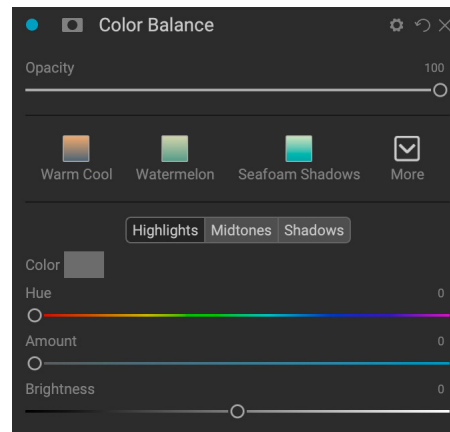 Color Balance
Opacity 100
Warm Cool Watermelon Seafoam Shadows More
Highlights Midtones Shadows
Color
Hue 0
Amount 0
Brightness 0